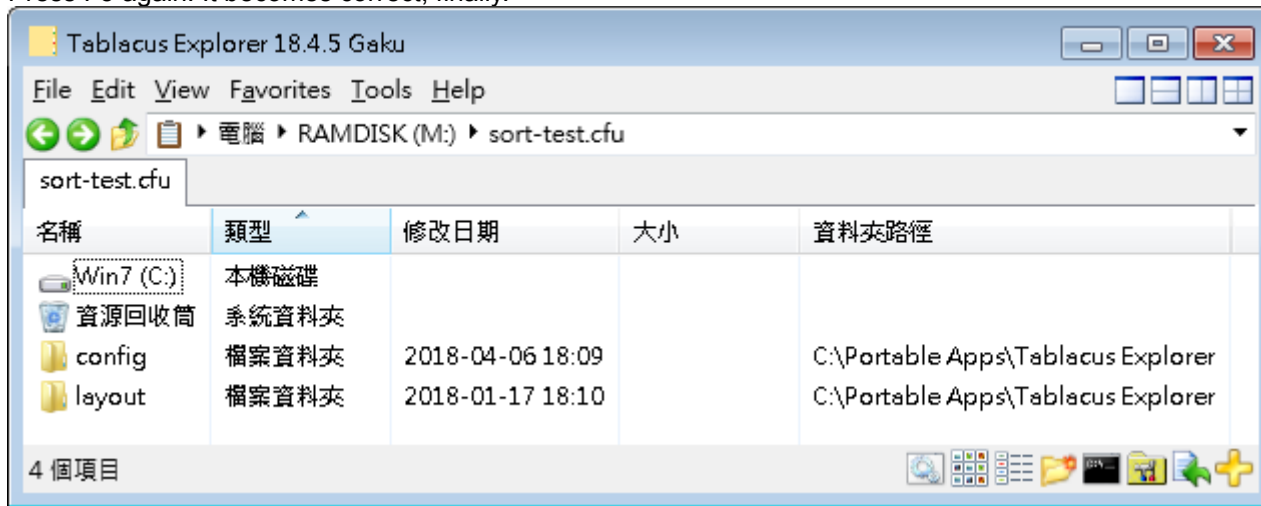 Tablacus Explorer 18.4.5 Gaku
File Edit View Favorites Tools Help
電腦 RAMDISK (M:) sort-test.cfu
sort-test.cfu
名稱 類型 修改日期 大小 資料夾路徑
Win7 (C:) 本機磁碟
資源回收筒 系統資料夾
config 檔案資料夾 2018-04-06 18:09 C:\Portable Apps\Tablacus Explorer
layout 檔案資料夾 2018-01-17 18:10 C:\Portable Apps\Tablacus Explorer
4 個項目